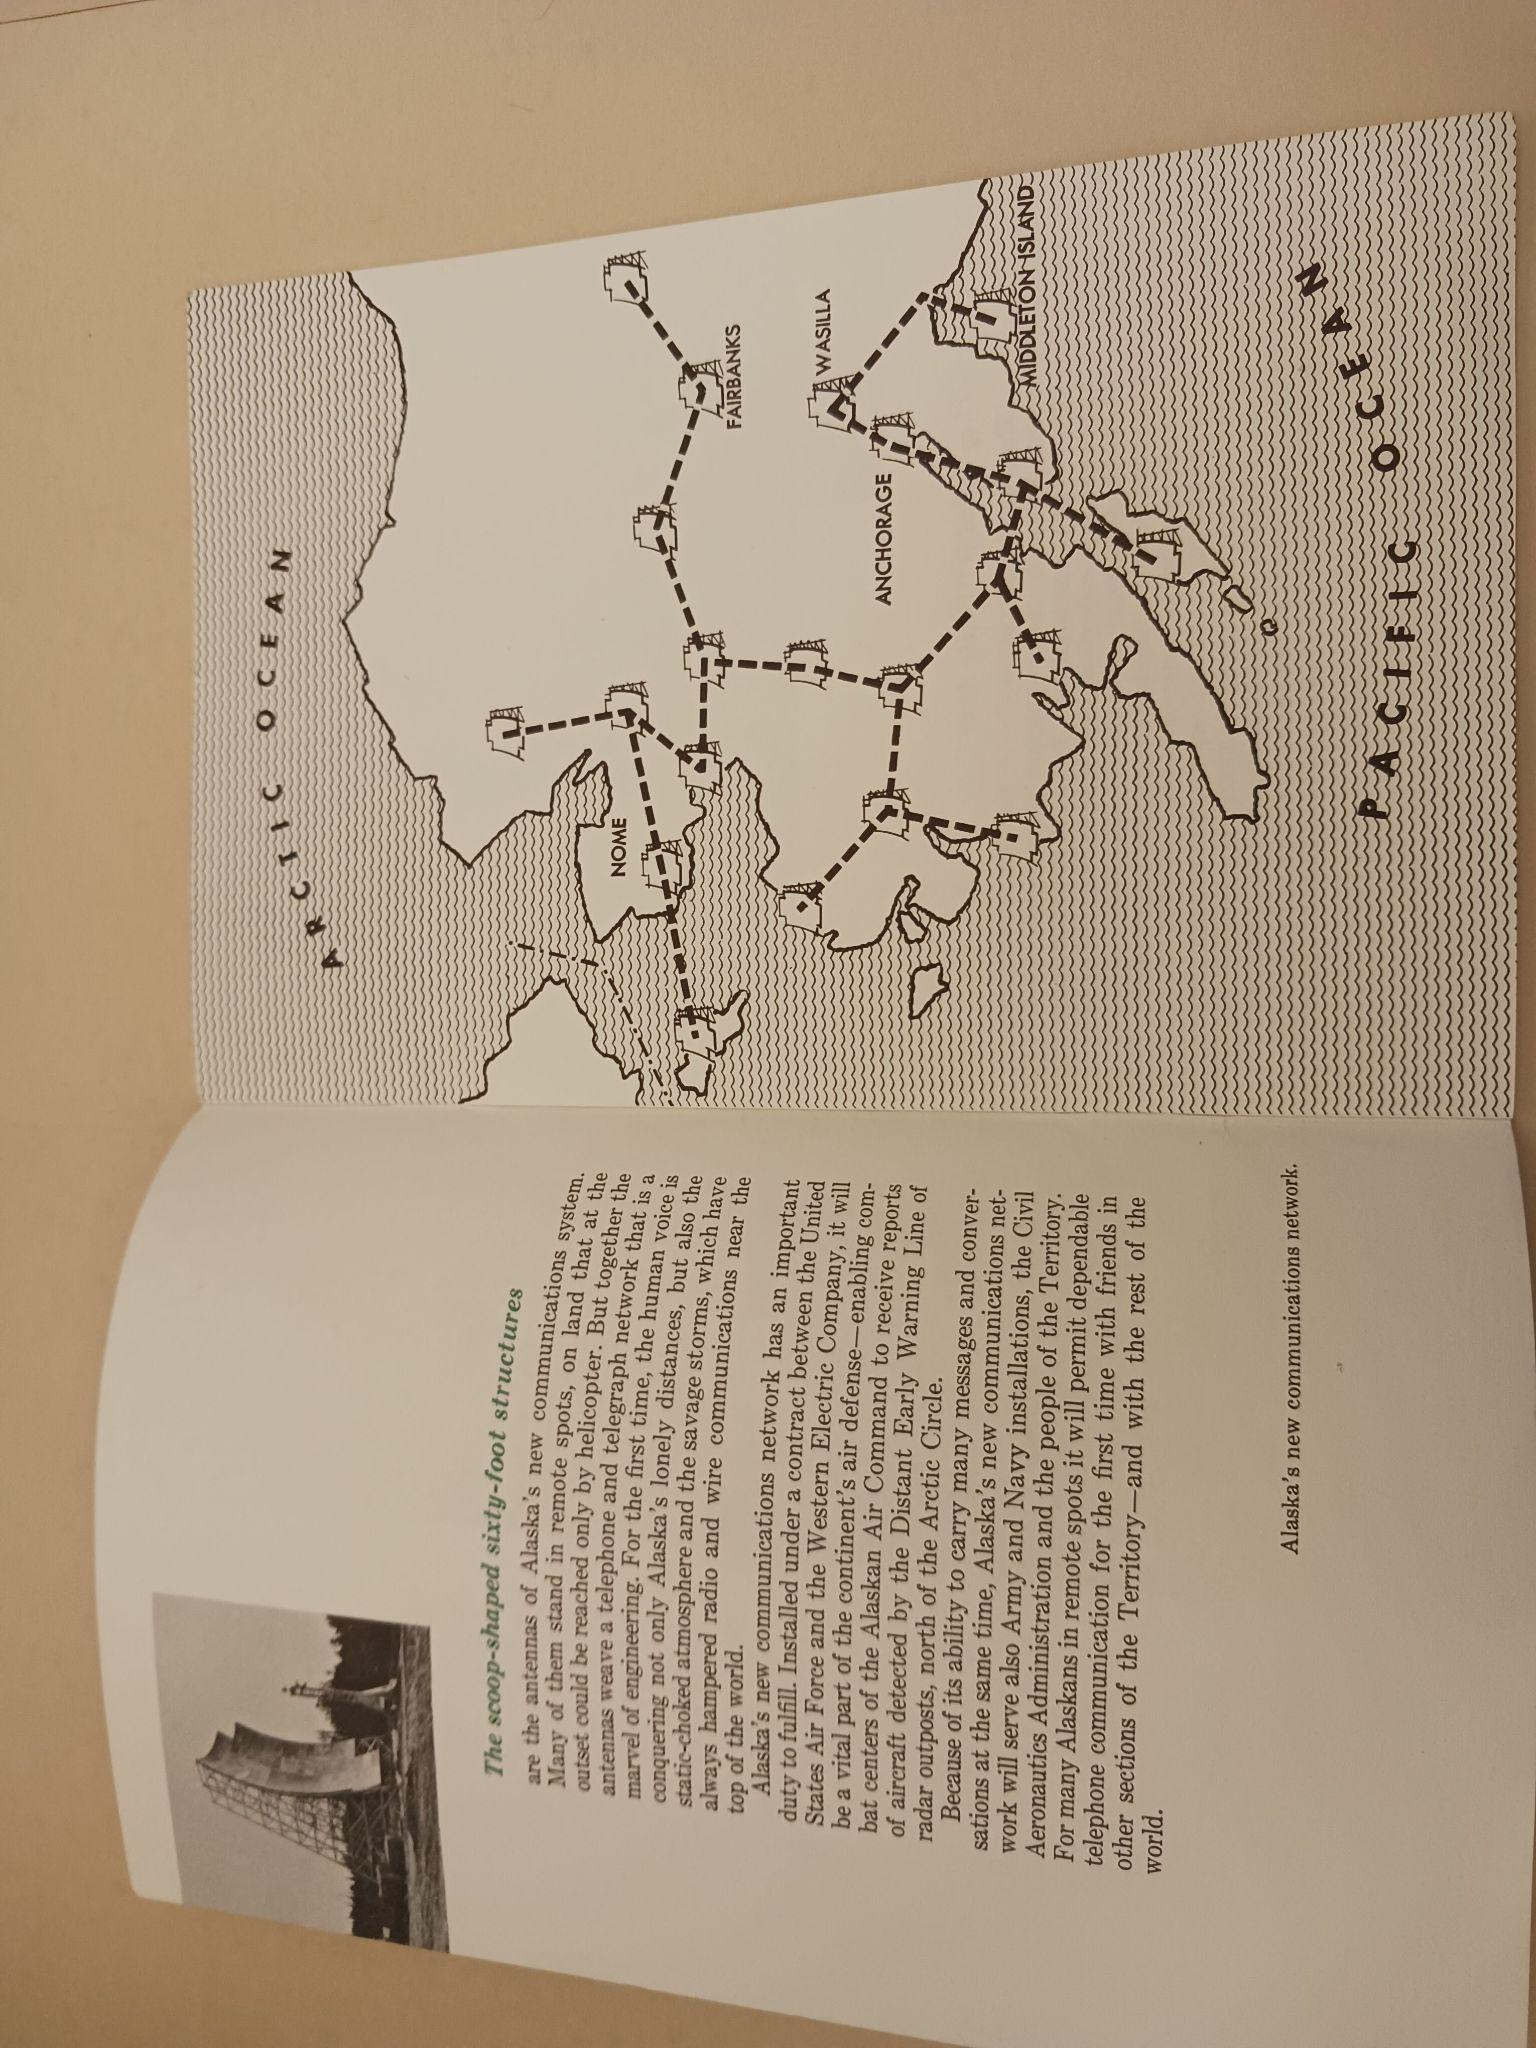 The scoop-shaped sixty-foot structures
are the antennas of Alaska's new communications system.
Many of them stand in remote spots, on land that at the
outset could be reached only by helicopter. But together the
antennas weave a telephone and telegraph network that is a
marvel of engineering. For the first time, the human voice is
conquering not only Alaska's lonely distances, but also the
static-choked atmosphere and the savage storms, which have
always hampered radio and wire communications near the
top of the world.
Alaska's new communications network has an important
duty to fulfill. Installed under a contract between the United
States Air Force and the Western Electric Company, it will
be a vital part of the continent's air defense—enabling com-
bat centers of the Alaskan Air Command to receive reports
of aircraft detected by the Distant Early Warning Line of
radar outposts, north of the Arctic Circle.
Because of its ability to carry many messages and conver-
sations at the same time, Alaska's new communications net-
work will serve also Army and Navy installations, the Civil
Aeronautics Administration and the people of the Territory.
For many Alaskans in remote spots it will permit dependable
telephone communication for the first time with friends in
other sections of the Territory—and with the rest of the
world.
Alaska's new communications network.
ARCTIC OCEAN
NOME
FAIRBANKS
WASILLA
ANCHORAGE
MIDDLETON ISLAND
PACIFIC OCEAN